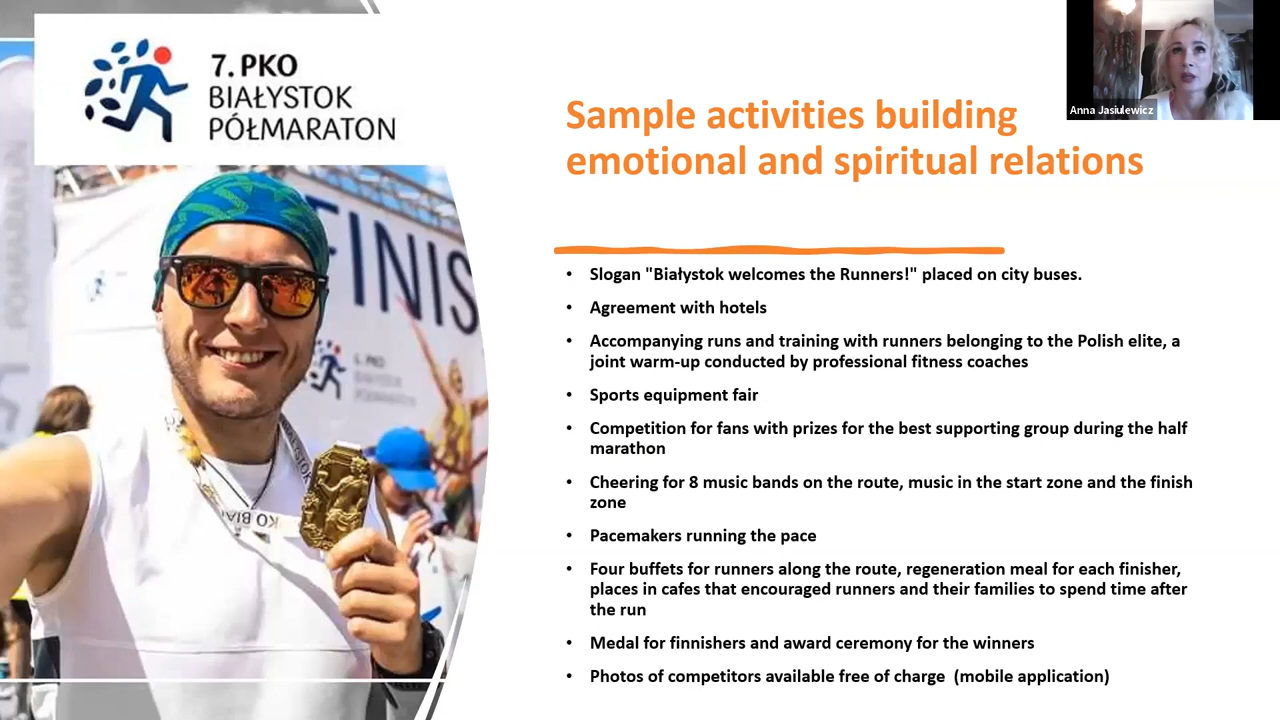 7. PKO
BIAŁYSTOK
PÓŁMARATON
Anna Jasiulewicz
Sample activities building
emotional and spiritual relations
FINIS
• Slogan "Białystok welcomes the Runners!" placed on city buses.
• Agreement with hotels
• Accompanying runs and training with runners belonging to the Polish elite, a
joint warm-up conducted by professional fitness coaches
• Sports equipment fair
• Competition for fans with prizes for the best supporting group during the half
marathon
• Cheering for 8 music bands on the route, music in the start zone and the finish
zone
• Pacemakers running the pace
• Four buffets for runners along the route, regeneration meal for each finisher,
places in cafes that encouraged runners and their families to spend time after
the run
• Medal for finnishers and award ceremony for the winners
• Photos of competitors available free of charge  (mobile application)